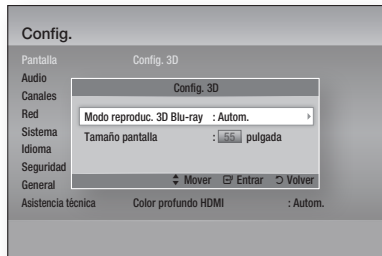 Config.
Pantalla Config. 3D
Audio
Config. 3D
Canales
Red Modo reproduc. 3D Blu-ray : Autom.
Sistema Tamaño pantalla : 55 pulgada
Idioma
Seguridad
General Mover Entrar Volver
Asistencia técnica Color profundo HDMI : Autom.